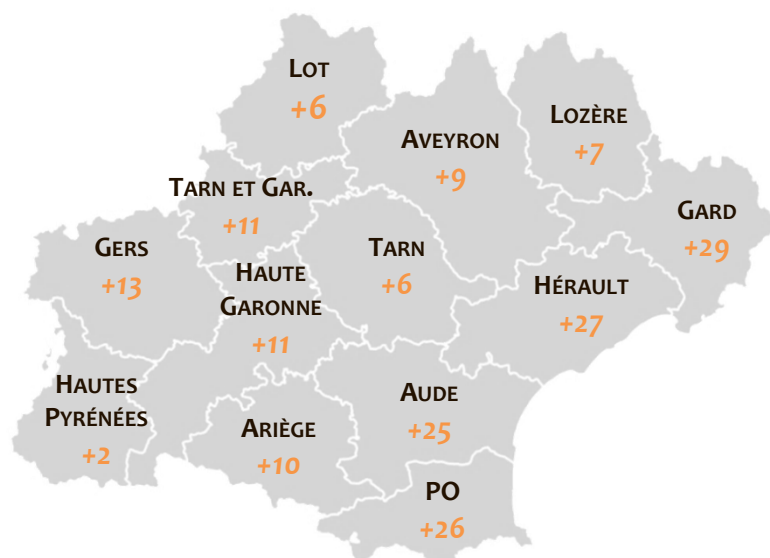 LOT
+6
LOZÈRE
+7
AVEYRON
+9
TARN ET GAR.
+11
GARD
+29
GERS
+13
TARN
+6
HAUTE
GARONNE
+11
HÉRAULT
+27
HAUTES
PYRÉNÉES
+2
AUDE
+25
ARIÈGE
+10
PO
+26